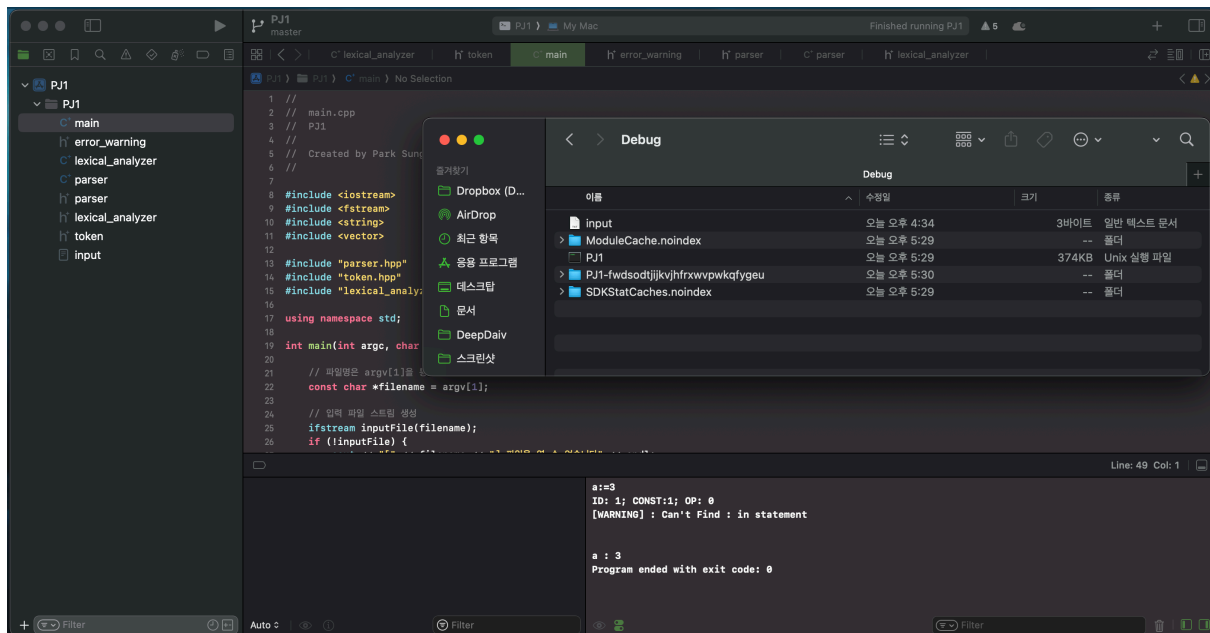 PJ1
master
PJ1 ⟩ My Mac
Finished running PJ1
5
lexical_analyzer
token
main
error_warning
parser
parser
lexical_analyzer
PJ1 ⟩ PJ1 ⟩ main ⟩ No Selection
PJ1
PJ1
main
error_warning
lexical_analyzer
parser
parser
lexical_analyzer
token
input
1 //
2 // main.cpp
3 // PJ1
4 //
5 // Created by Park Sung
6 //
7
8 #include <iostream>
9 #include <fstream>
10 #include <string>
11 #include <vector>
12
13 #include "parser.hpp"
14 #include "token.hpp"
15 #include "lexical_analyz
16
17 using namespace std;
18
19 int main(int argc, char
20
21 // 파일명은 argv[1]을
22 const char *filename = argv[1];
23
24 // 입력 파일 스트림 생성
25 ifstream inputFile(filename);
26 if (!inputFile) {
Debug
Debug
즐겨찾기
Dropbox (D...
AirDrop
최근 항목
응용 프로그램
데스크탑
문서
DeepDaiv
스크린샷
이름 수정일 크기 종류
input 오늘 오후 4:34 3바이트 일반 텍스트 문서
ModuleCache.noindex 오늘 오후 5:29 -- 폴더
PJ1 오늘 오후 5:29 374KB Unix 실행 파일
PJ1-fwdsodtjijkvjhfrxwvpwkqfygeu 오늘 오후 5:30 -- 폴더
SDKStatCaches.noindex 오늘 오후 5:29 -- 폴더
Line: 49 Col: 1
a:=3
ID: 1; CONST:1; OP: 0
[WARNING] : Can't Find : in statement
a : 3
Program ended with exit code: 0
Filter
Auto
Filter
Filter